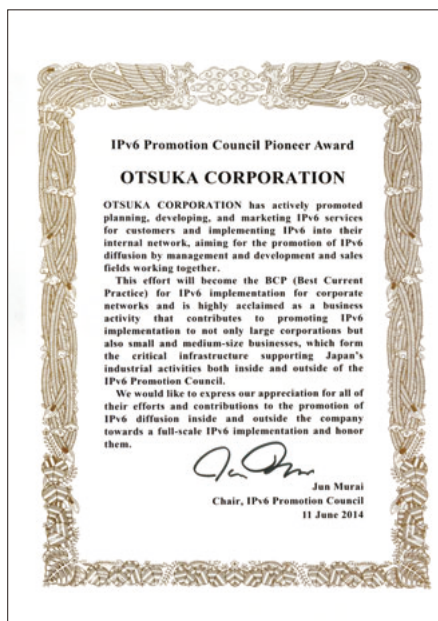 IPv6 Promotion Council Pioneer Award
OTSUKA CORPORATION
OTSUKA CORPORATION has actively promoted
planning, developing, and marketing IPv6 services
for customers and implementing IPv6 into their
internal network, aiming for the promotion of IPv6
diffusion by management and development and sales
fields working together.
This effort will become the BCP (Best Current
Practice) for IPv6 implementation for corporate
networks and is highly acclaimed as a business
activity that contributes to promoting IPv6
implementation to not only large corporations but
also small and medium-size businesses, which form
the critical infrastructure supporting Japan's
industrial activities both inside and outside of the
IPv6 Promotion Council.
We would like to express our appreciation for all of
their efforts and contributions to the promotion of
IPv6 diffusion inside and outside the company
towards a full-scale IPv6 implementation and honor
them.
Jun Murai
Chair, IPv6 Promotion Council
11 June 2014